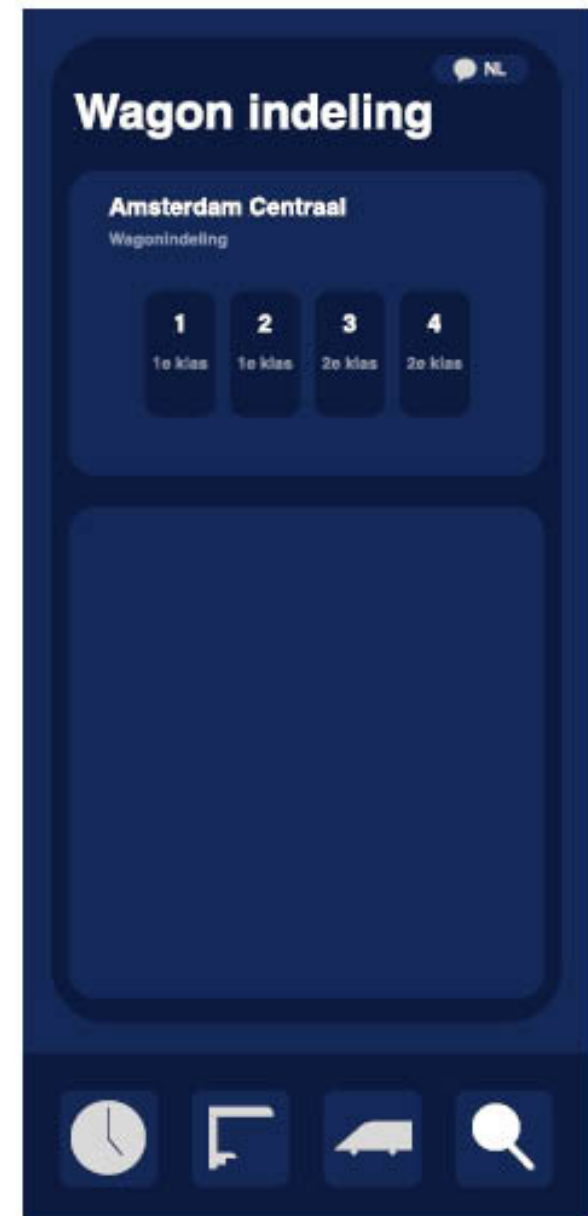 NL
Wagon indeling
Amsterdam Centraal
Wagonindeling
1 2 3 4
1e klas 1e klas 2e klas 2e klas